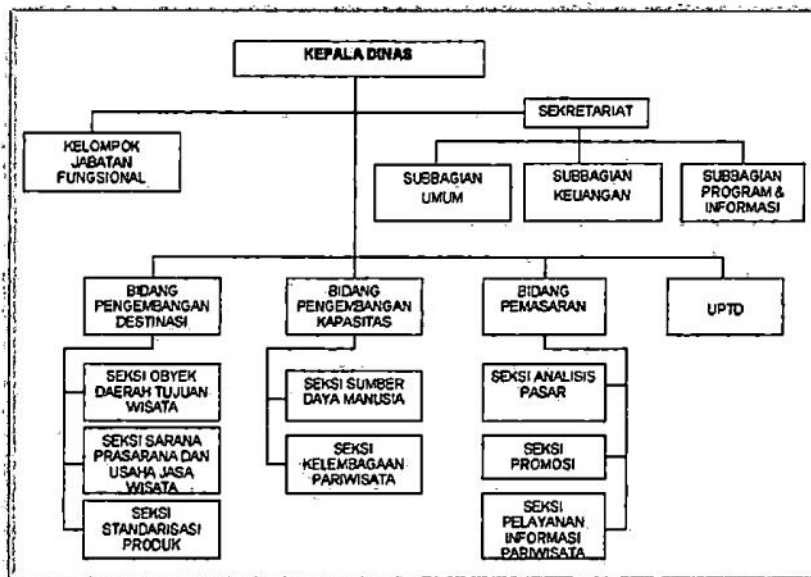 KEPALA DINAS
SEKRETARIAT
KELOMPOK
JABATAN
FUNGSIONAL
SUBBAGIAN
UMUM
SUBBAGIAN
KEUANGAN
SUBBAGIAN
PROGRAM &
INFORMASI
BIDANG
PENGEMBANGAN
DESTINASI
BIDANG
PENGEMBANGAN
KAPASITAS
BIDANG
PEMASARAN
UPTD
SEKSI OBYEK
DAERAH TUJUAN
WISATA
SEKSI SARANA
PRASARANA DAN
USAHA JASA
WISATA
SEKSI
STANDARISASI
PRODUK
SEKSI SUMBER
DAYA MANUSIA
SEKSI
KELEMBAGAAN
PARIWISATA
SEKSI ANALISIS
PASAR
SEKSI
PROMOSI
SEKSI
PELAYANAN
INFORMASI
PARIWISATA